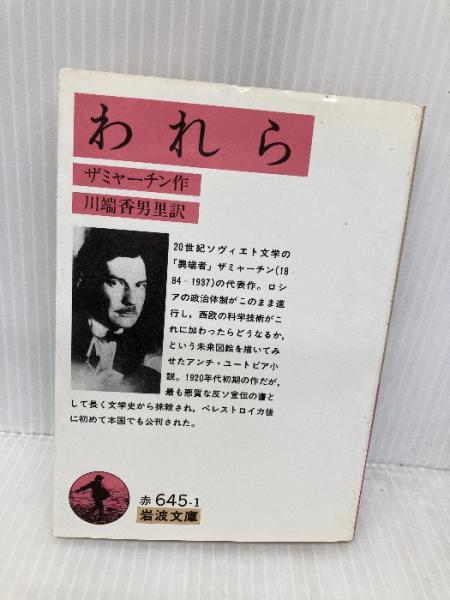 われら
ザミャーチン作
川端香男里訳
20世紀ソヴィエト文学の
「異端者」ザミャーチン(18
84‐1937)の代表作。ロシ
アの政治体制がこのまま進
行し,西欧の科学技術がこ
れに加わったらどうなるか,
という未来図絵を描いてみ
せたアンチ・ユートピア小
説。1920年代初期の作だが,
最も悪質な反ソ宣伝の書と
して長く文学史から抹殺され,ペレストロイカ後
に初めて本国でも公刊された。
赤 645-1
岩波文庫